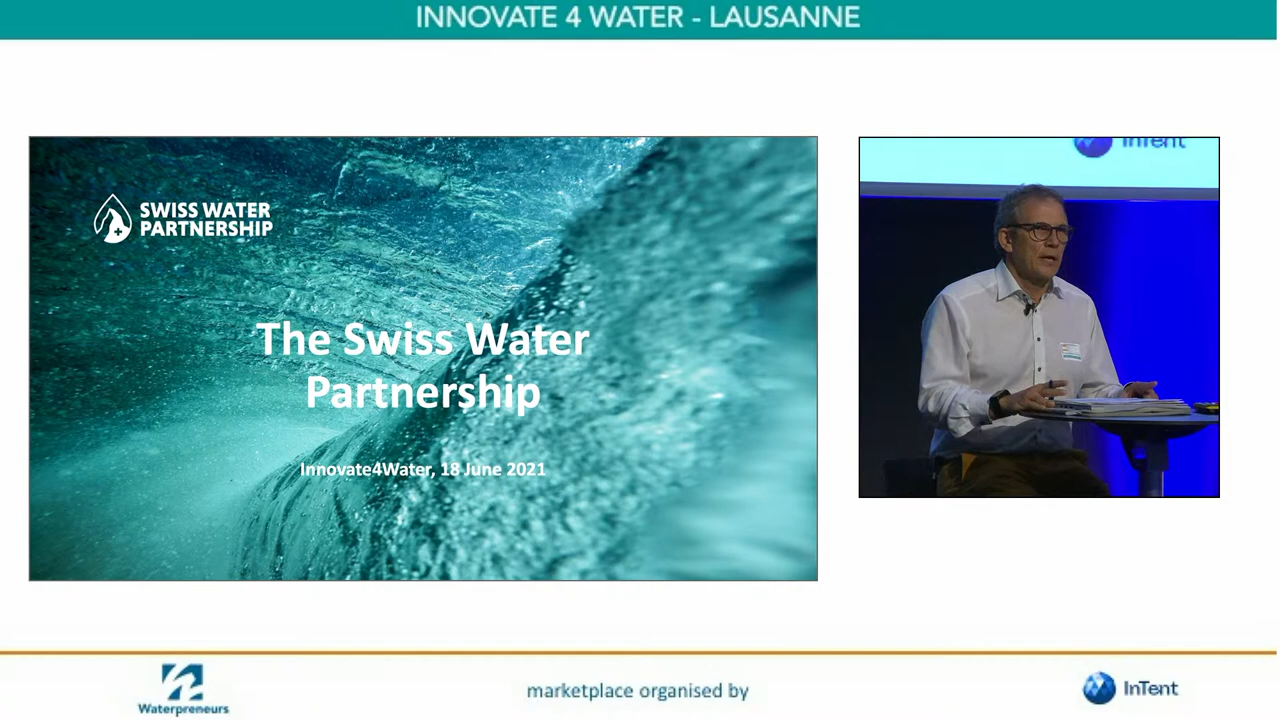 INNOVATE 4 WATER - LAUSANNE
SWISS WATER
PARTNERSHIP
The Swiss Water
Partnership
Innovate4Water, 18 June 2021
InTent
Waterpreneurs
marketplace organised by
InTent